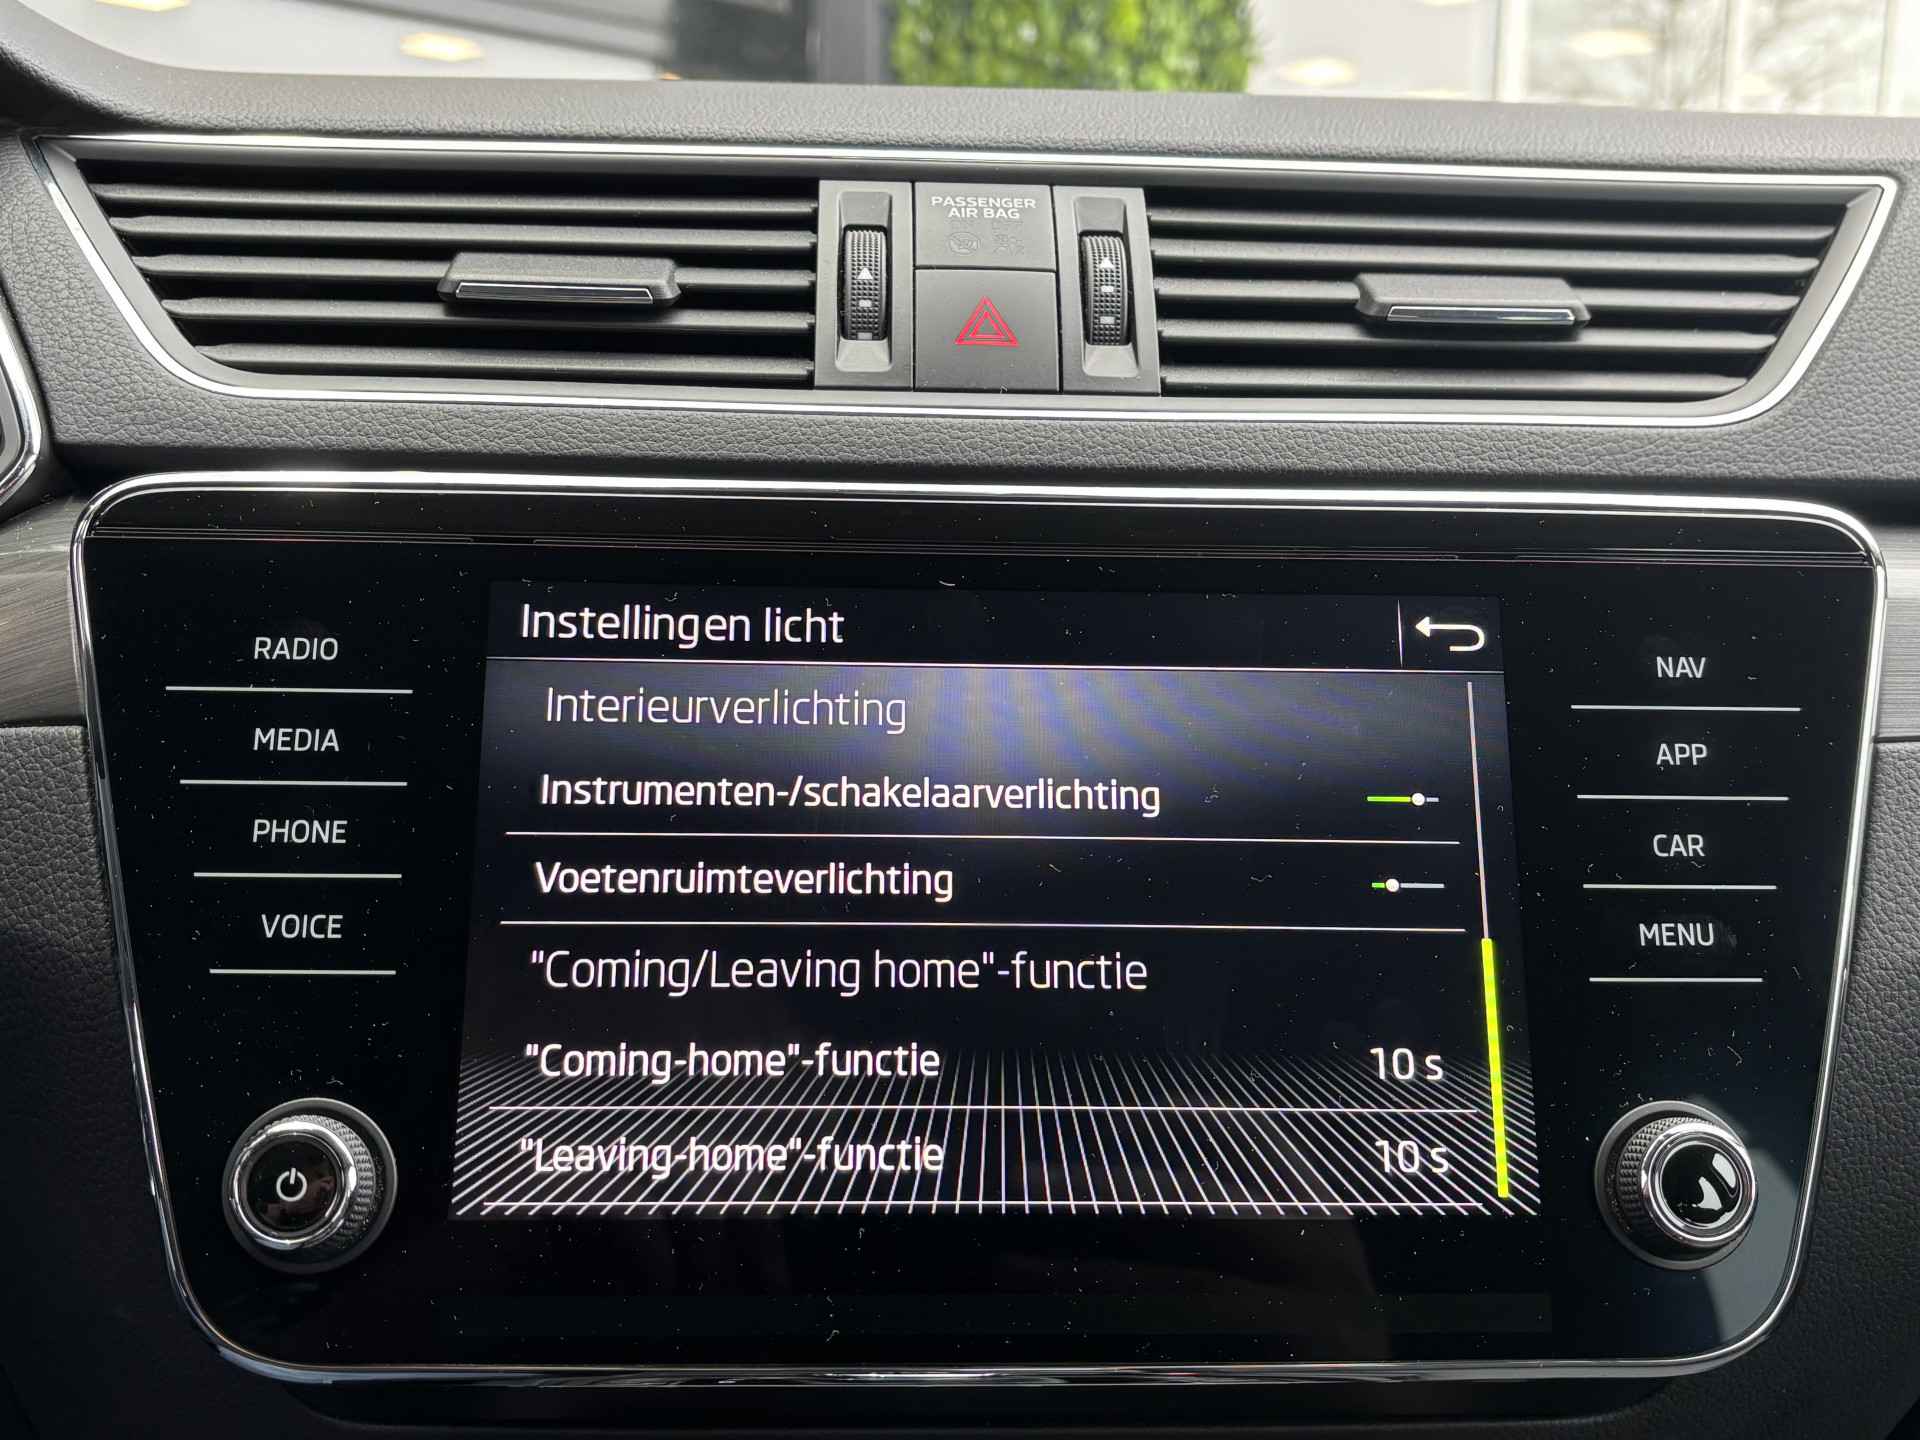 PASSENGER
AIR BAG
Instellingen licht
Interieurverlichting
Instrumenten-/schakelaarverlichting
Voetenruimteverlichting
"Coming/Leaving home"-functie
"Coming-home"-functie 10 s
"Leaving-home"-functie 10 s
RADIO
MEDIA
PHONE
VOICE
NAV
APP
CAR
MENU